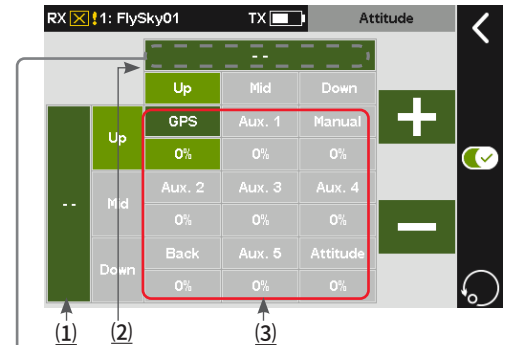 RX ! 1: FlySky01 TX Attitude
- -
Up Mid Down
Up GPS Aux. 1 Manual
0% 0% 0%
- - Mid Aux. 2 Aux. 3 Aux. 4
0% 0% 0%
Down Back Aux. 5 Attitude
0% 0% 0%
(1) (2) (3)